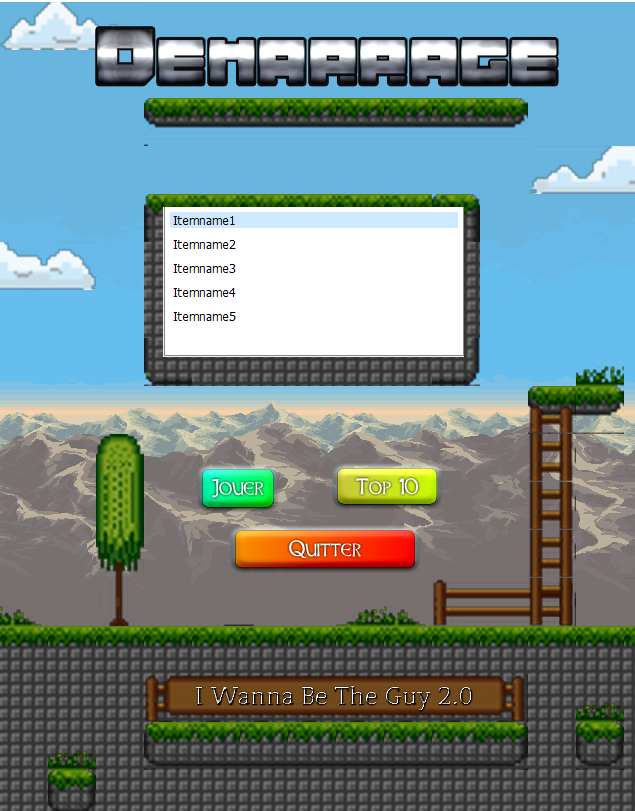 Demarrage
Itemname1
Itemname2
Itemname3
Itemname4
Itemname5
Jouer
Top 10
Quitter
I Wanna Be The Guy 2.0